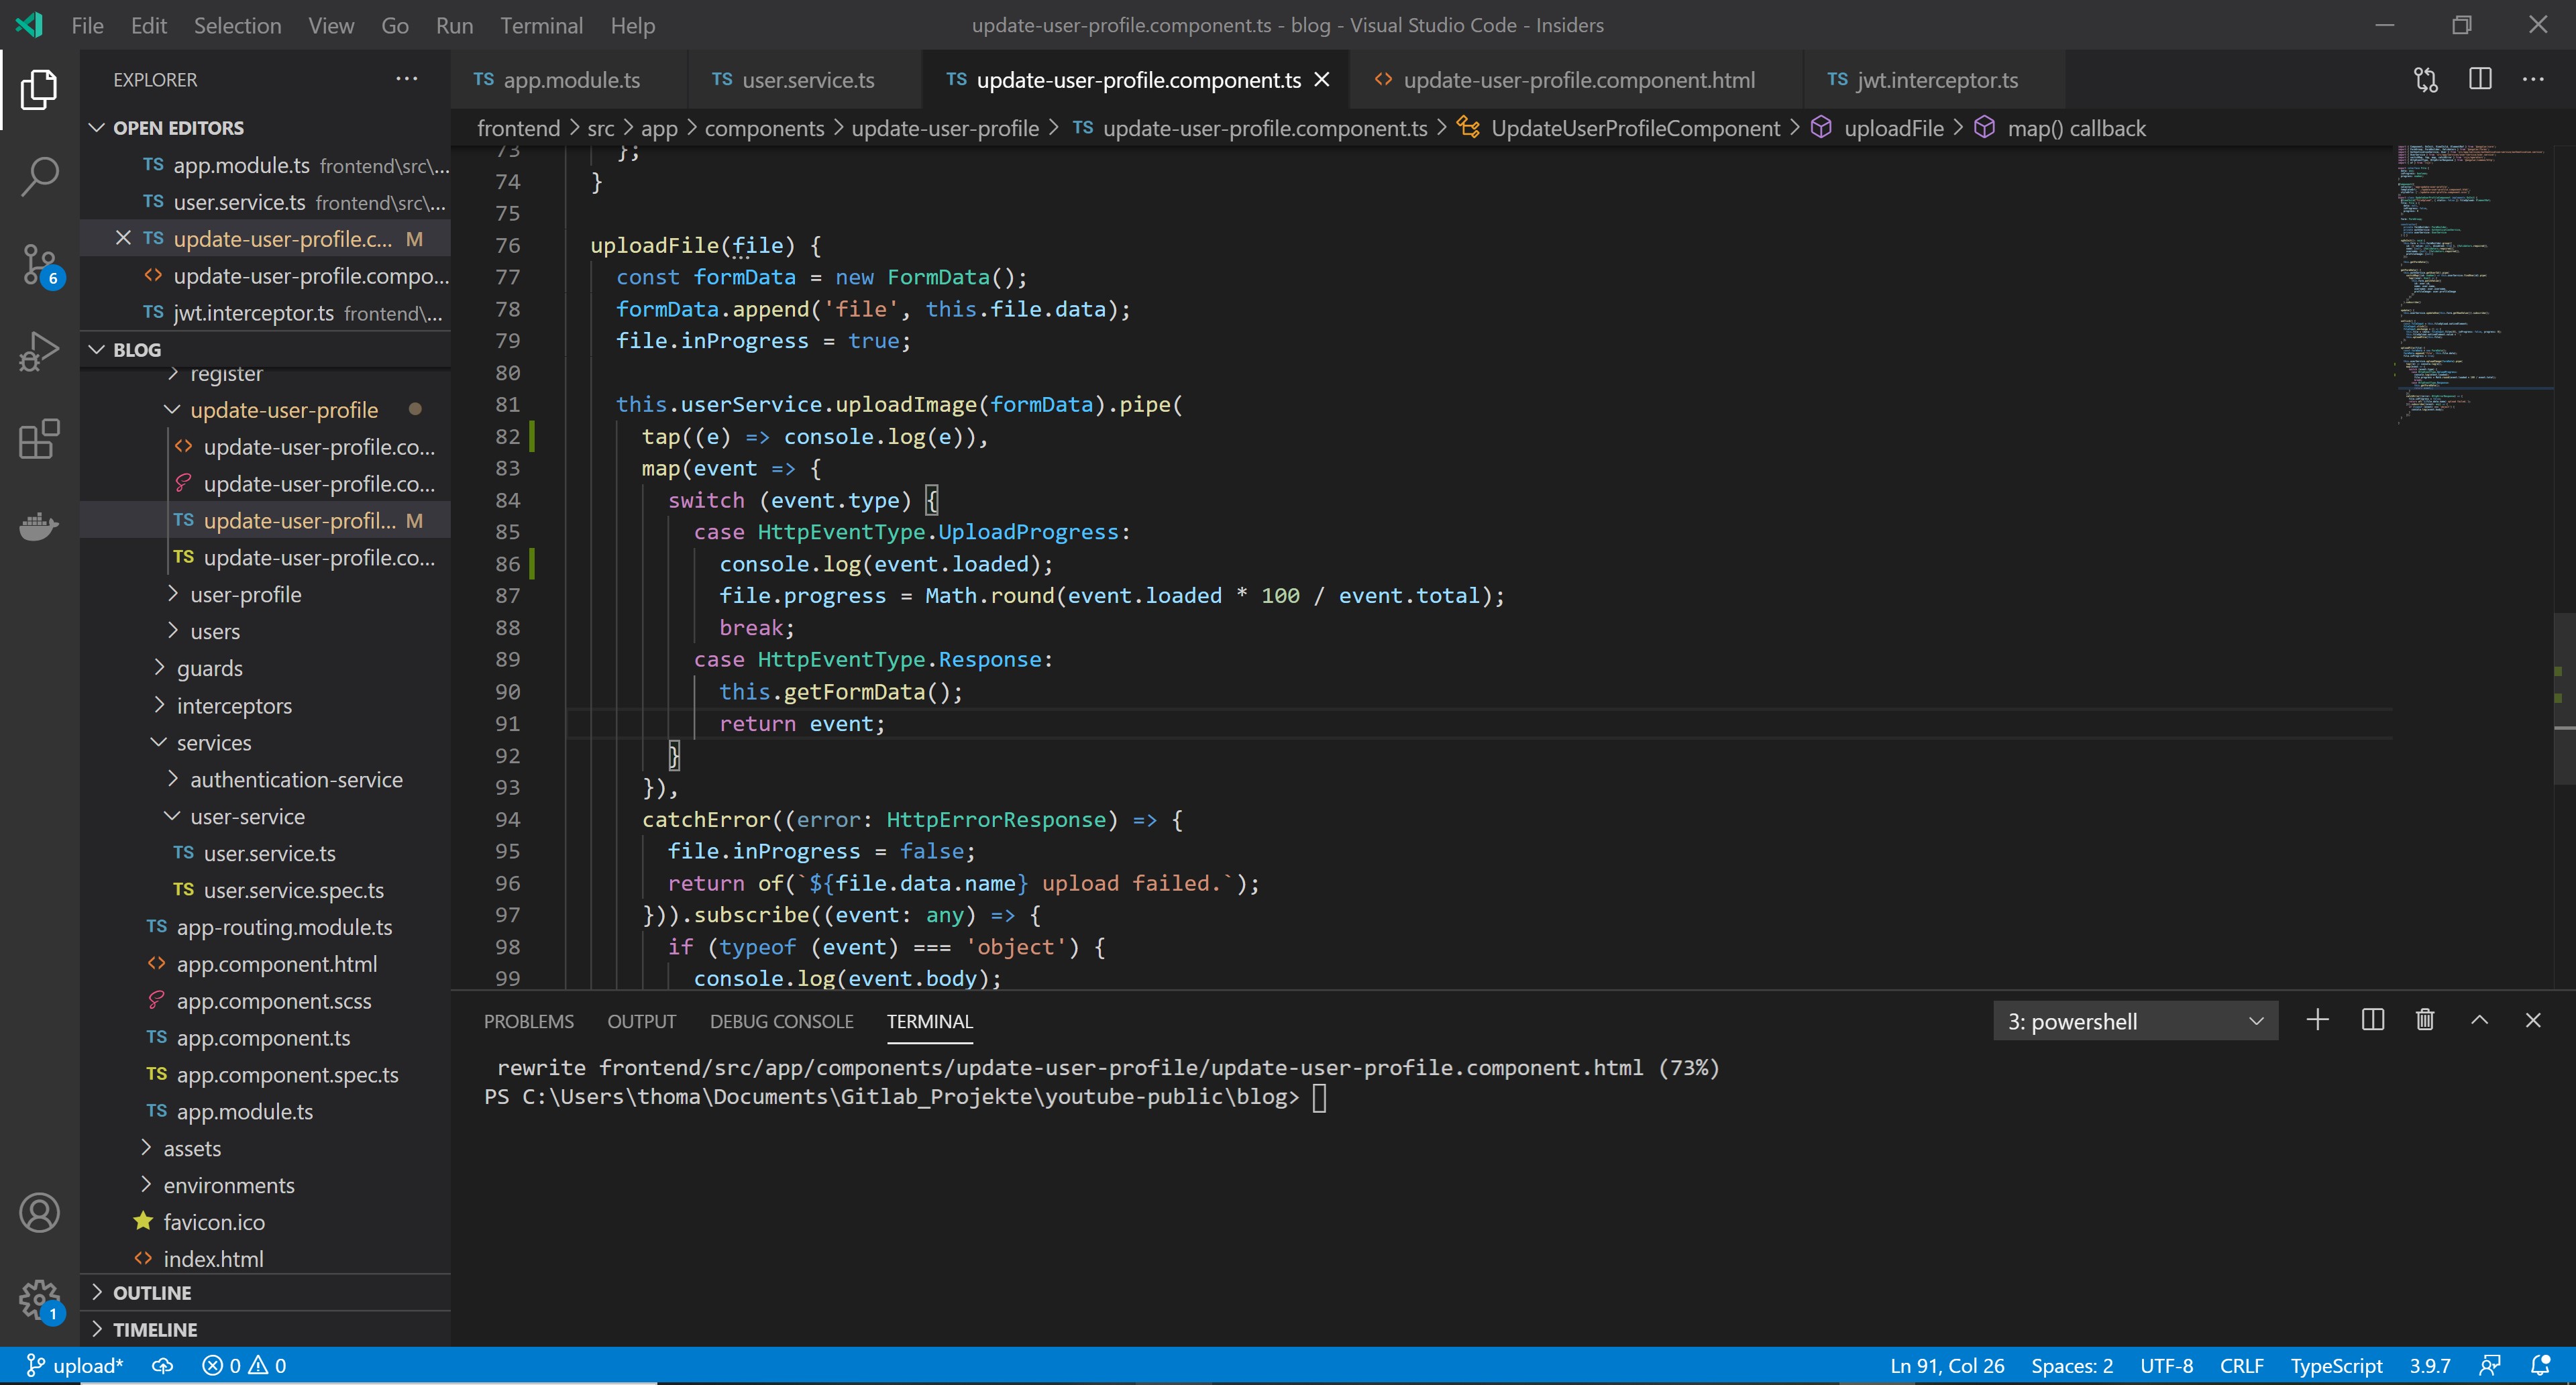 File Edit Selection View Go Run Terminal Help
update-user-profile.component.ts - blog - Visual Studio Code - Insiders
EXPLORER
OPEN EDITORS
TS app.module.ts frontend\src\...
TS user.service.ts frontend\src\...
TS update-user-profile.c... M
<> update-user-profile.compo...
TS jwt.interceptor.ts frontend\...
BLOG
register
update-user-profile
<> update-user-profile.co...
update-user-profile.co...
TS update-user-profil... M
TS update-user-profile.co...
user-profile
users
guards
interceptors
services
authentication-service
user-service
TS user.service.ts
TS user.service.spec.ts
TS app-routing.module.ts
<> app.component.html
app.component.scss
TS app.component.ts
TS app.component.spec.ts
TS app.module.ts
assets
environments
favicon.ico
<> index.html
OUTLINE
TIMELINE
6
1
TS app.module.ts TS user.service.ts TS update-user-profile.component.ts <> update-user-profile.component.html TS jwt.interceptor.ts
frontend > src > app > components > update-user-profile > TS update-user-profile.component.ts > UpdateUserProfileComponent > uploadFile > map() callback
73 };
74 }
75
76 uploadFile(file) {
77 const formData = new FormData();
78 formData.append('file', this.file.data);
79 file.inProgress = true;
80
81 this.userService.uploadImage(formData).pipe(
82 tap((e) => console.log(e)),
83 map(event => {
84 switch (event.type) {
85 case HttpEventType.UploadProgress:
86 console.log(event.loaded);
87 file.progress = Math.round(event.loaded * 100 / event.total);
88 break;
89 case HttpEventType.Response:
90 this.getFormData();
91 return event;
92 }
93 }),
94 catchError((error: HttpErrorResponse) => {
95 file.inProgress = false;
96 return of(`${file.data.name} upload failed.`);
97 })).subscribe((event: any) => {
98 if (typeof (event) === 'object') {
99 console.log(event.body);
PROBLEMS OUTPUT DEBUG CONSOLE TERMINAL
3: powershell
rewrite frontend/src/app/components/update-user-profile/update-user-profile.component.html (73%)
PS C:\Users\thoma\Documents\Gitlab_Projekte\youtube-public\blog>
upload* 0 0
Ln 91, Col 26 Spaces: 2 UTF-8 CRLF TypeScript 3.9.7